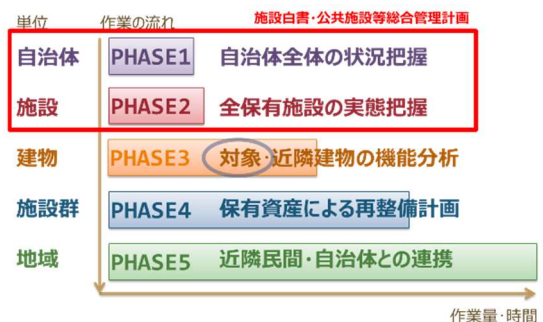 単位 作業の流れ 施設白書・公共施設等総合管理計画
自治体 PHASE1 自治体全体の状況把握
施設 PHASE2 全保有施設の実態把握
建物 PHASE3 対象・近隣建物の機能分析
施設群 PHASE4 保有資産による再整備計画
地域 PHASE5 近隣民間・自治体との連携
作業量・時間